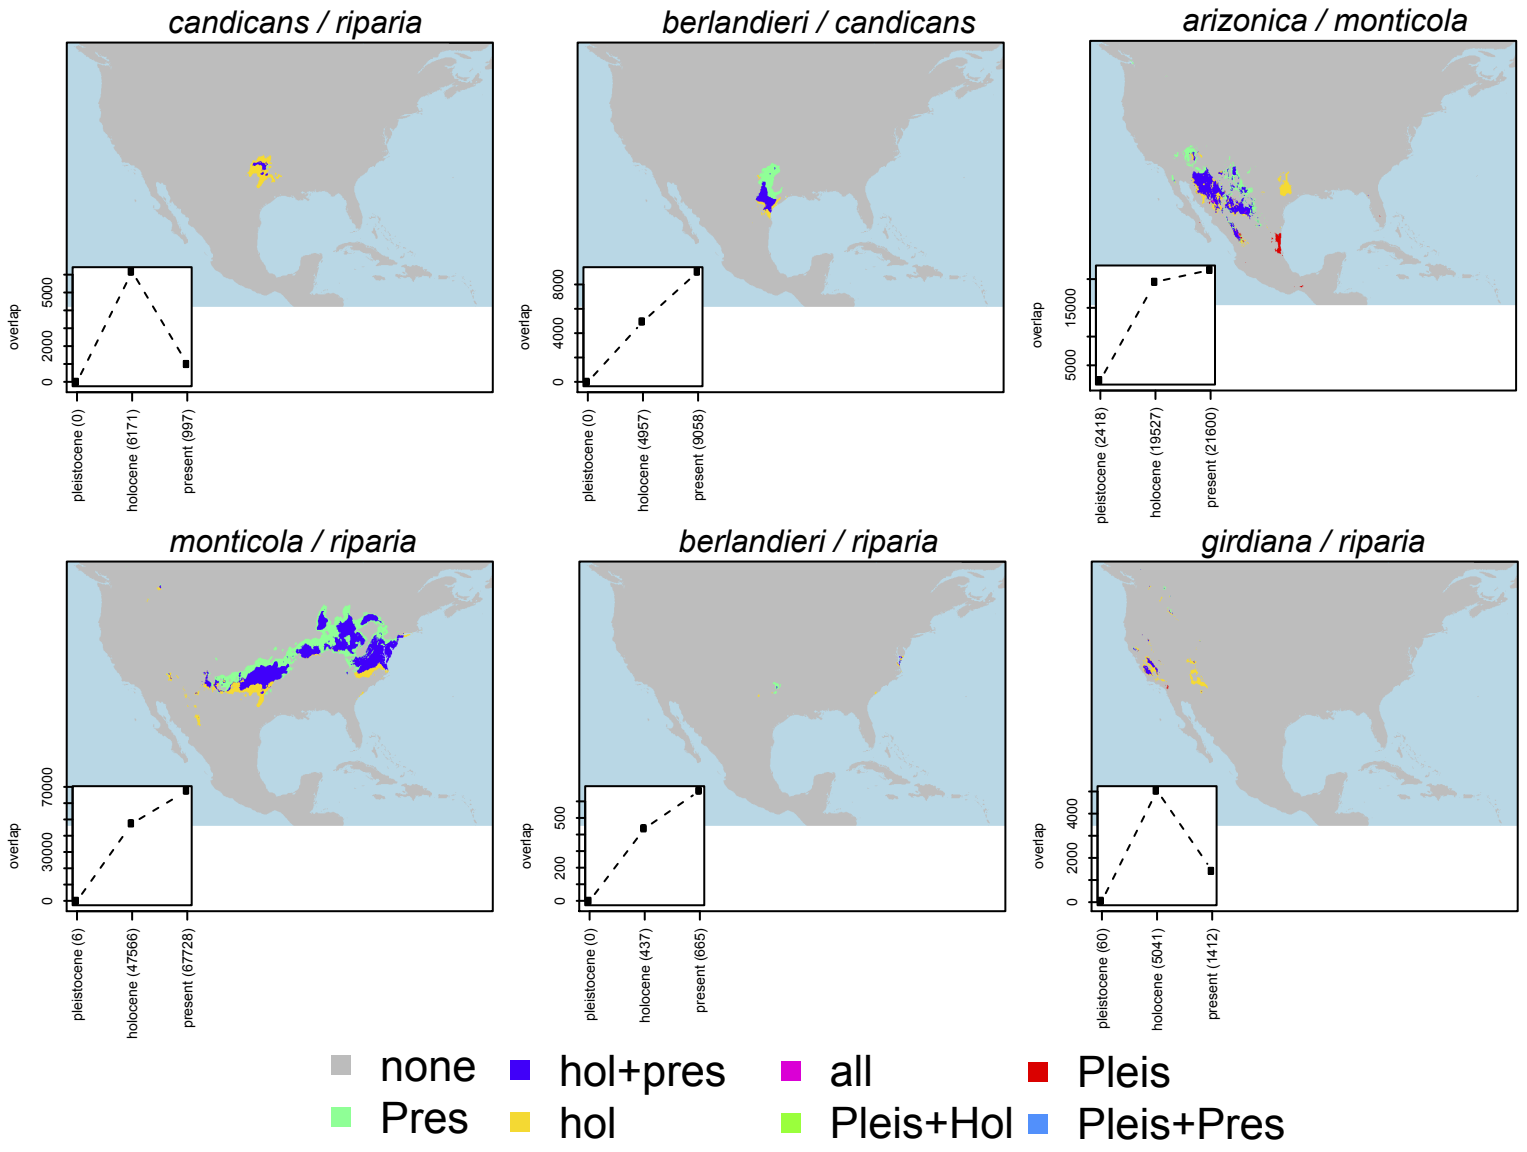 candicans / riparia
berlandieri / candicans
arizonica / monticola
overlap
0
2000
5000
pleistocene (0)
holocene (6171)
present (997)
overlap
0
4000
8000
pleistocene (0)
holocene (4957)
present (9058)
overlap
5000
15000
pleistocene (2418)
holocene (19527)
present (21600)
monticola / riparia
berlandieri / riparia
girdiana / riparia
overlap
0
30000
70000
pleistocene (6)
holocene (47566)
present (67728)
overlap
0
200
500
pleistocene (0)
holocene (437)
present (665)
overlap
0
2000
4000
pleistocene (60)
holocene (5041)
present (1412)
none
hol+pres
all
Pleis
Pres
hol
Pleis+Hol
Pleis+Pres